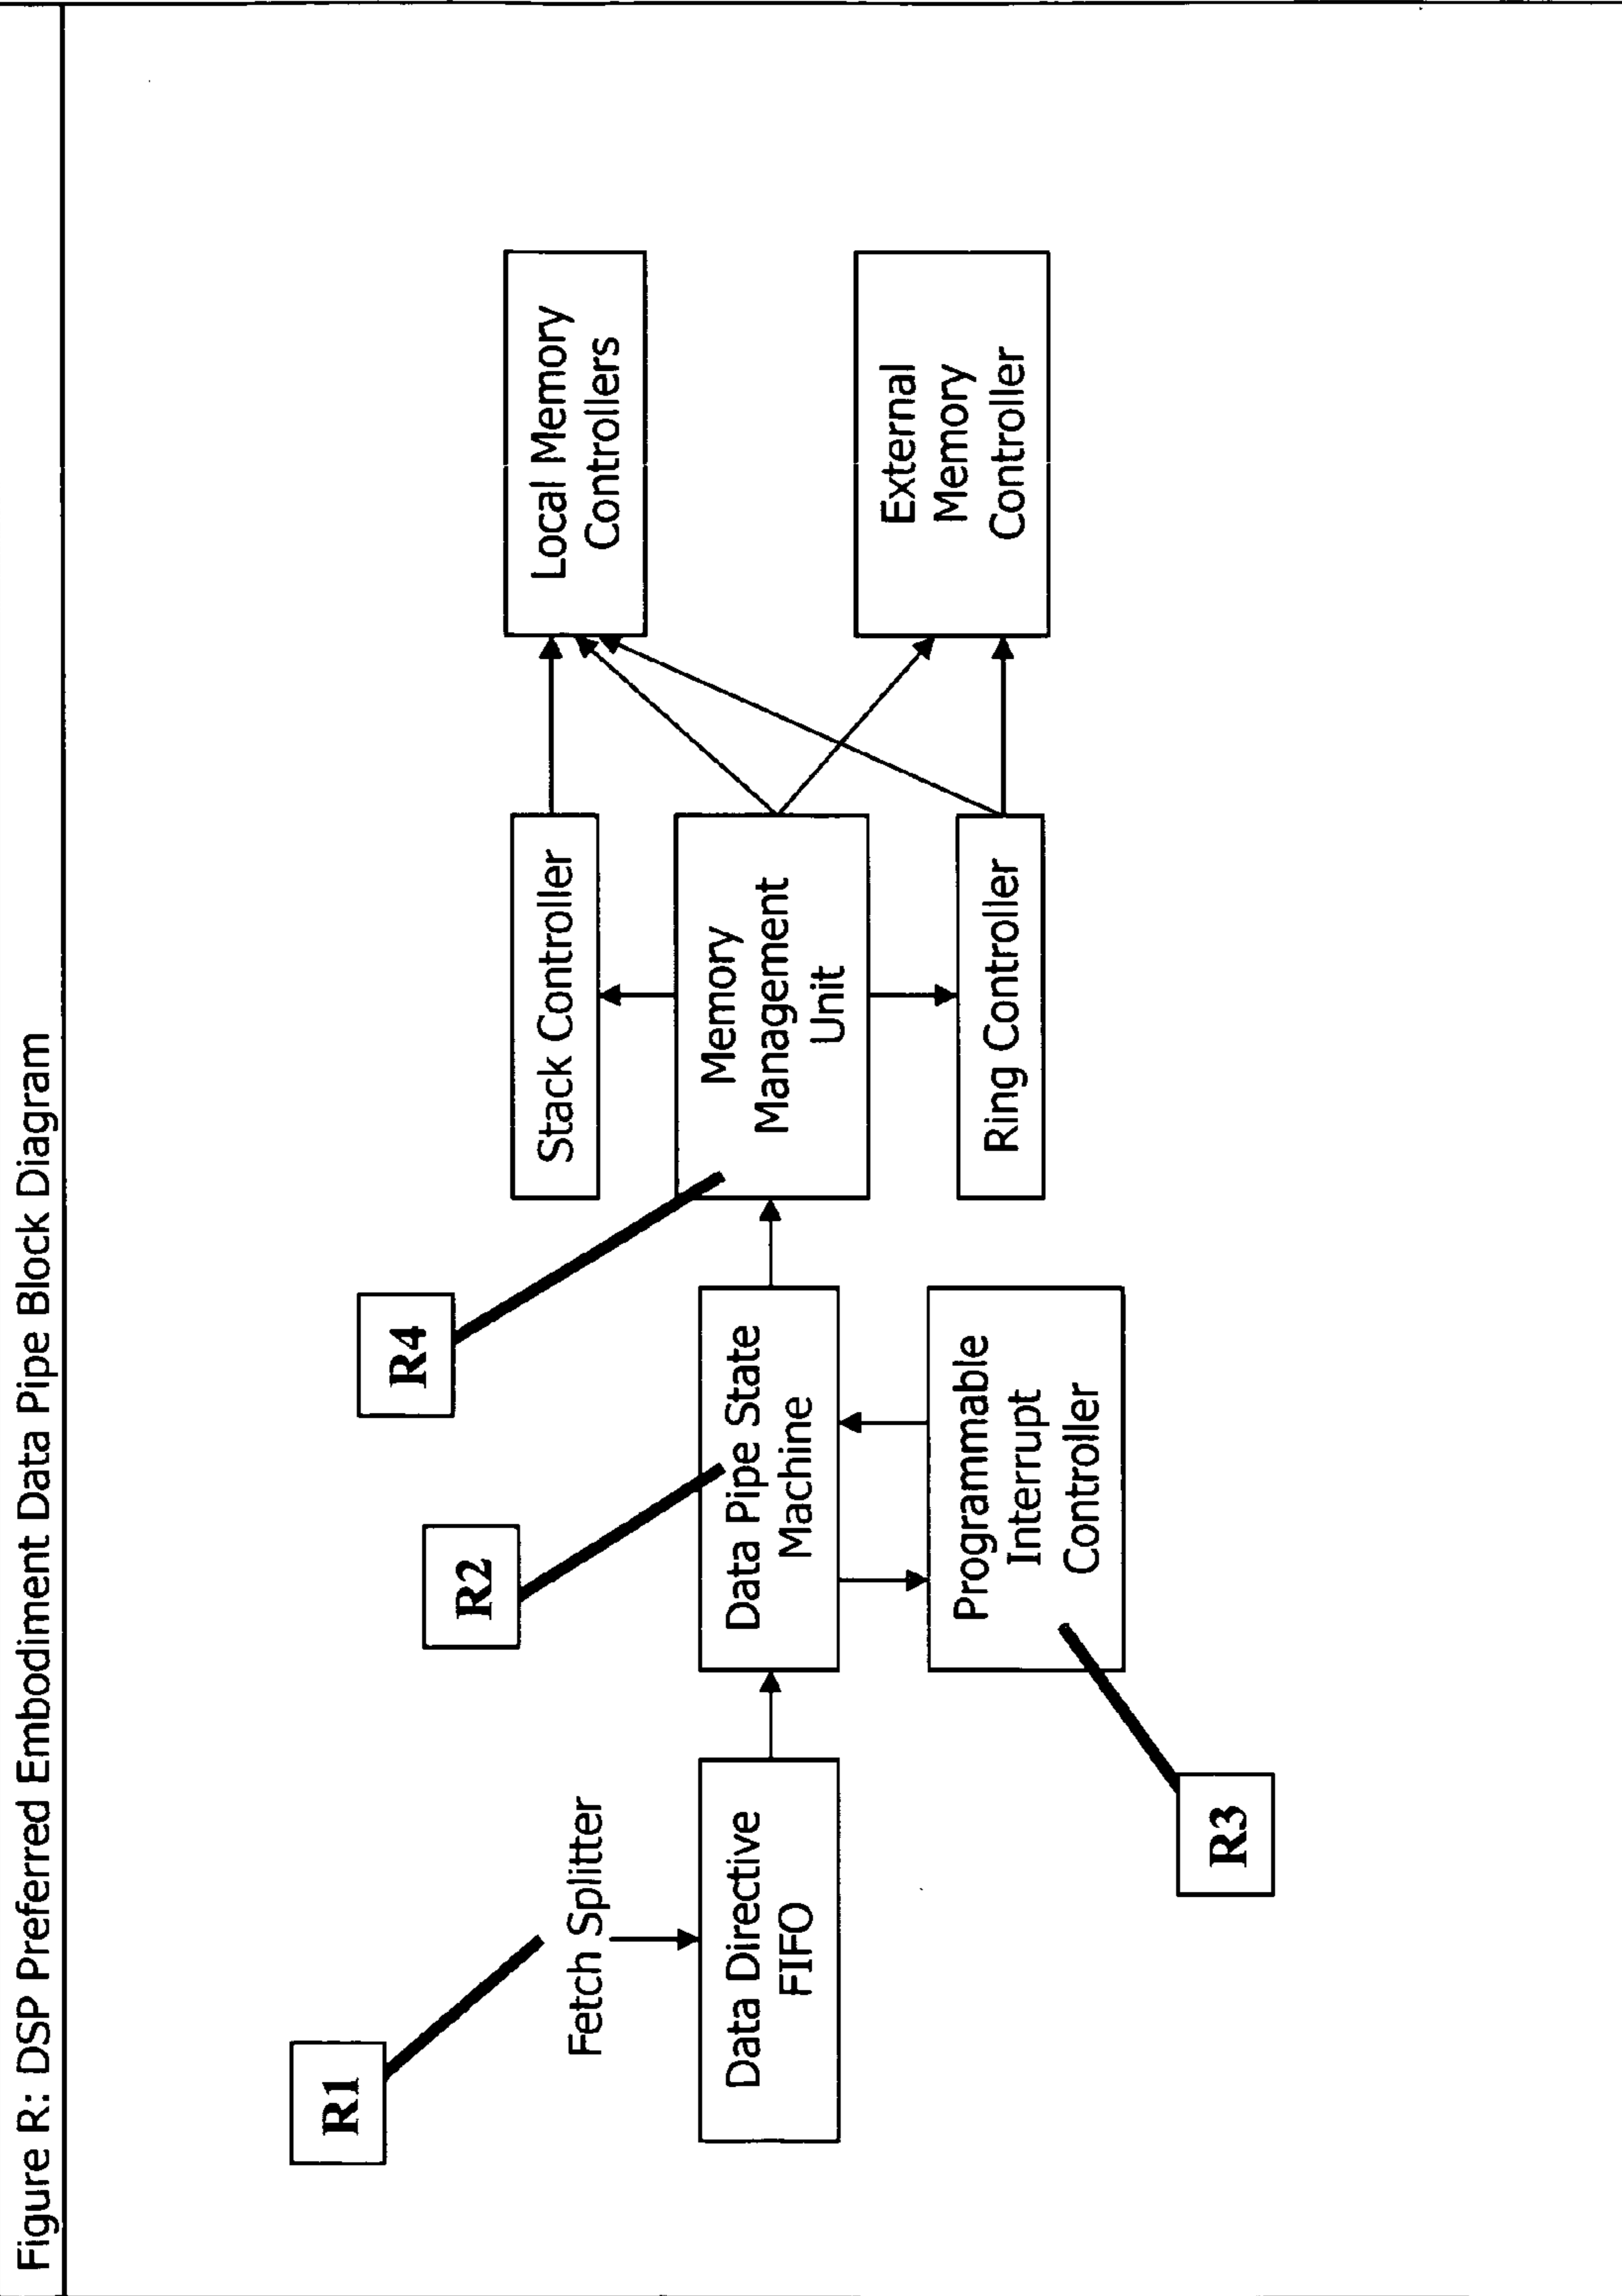 Figure R: DSP Preferred Embodiment Data Pipe Block Diagram
R1
Fetch Splitter
Data Directive
FIFO
R2
Data Pipe State
Machine
R3
Programmable
Interrupt
Controller
R4
Stack Controller
Memory
Management
Unit
Ring Controller
Local Memory
Controllers
External
Memory
Controller